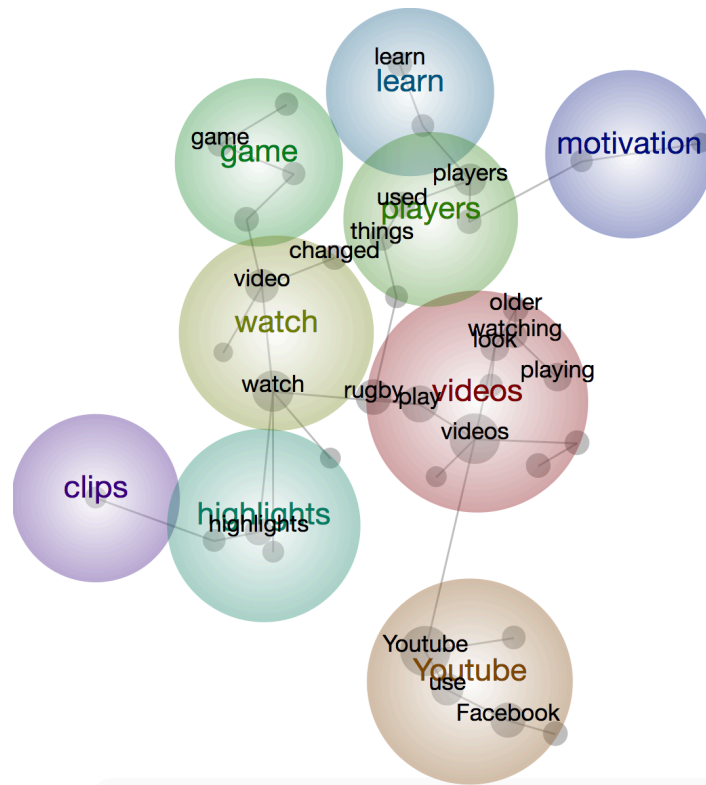 learn
learn
game
game
motivation
players
used
players
things
changed
video
watch
older
watching
look
playing
watch
rugby
play
videos
videos
clips
highlights
highlights
Youtube
Youtube
use
Facebook